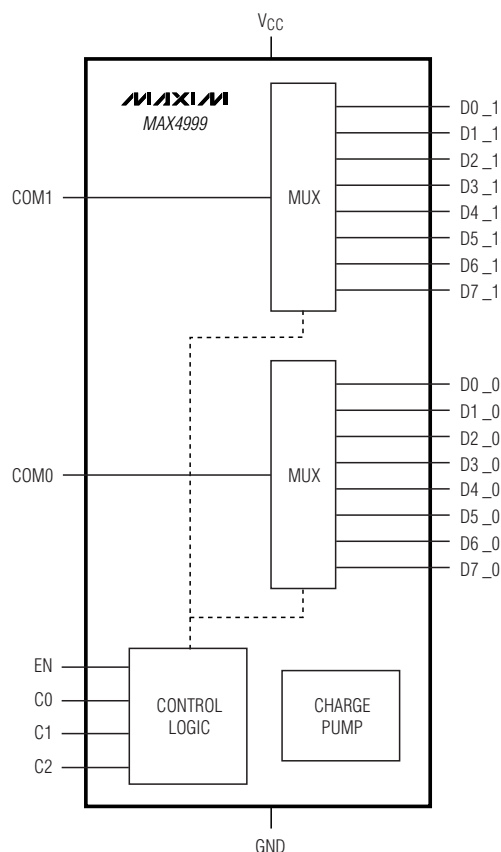 VCC
MAXIM
MAX4999
COM1
MUX
D0_1
D1_1
D2_1
D3_1
D4_1
D5_1
D6_1
D7_1
COM0
MUX
D0_0
D1_0
D2_0
D3_0
D4_0
D5_0
D6_0
D7_0
EN
C0
C1
C2
CONTROL
LOGIC
CHARGE
PUMP
GND